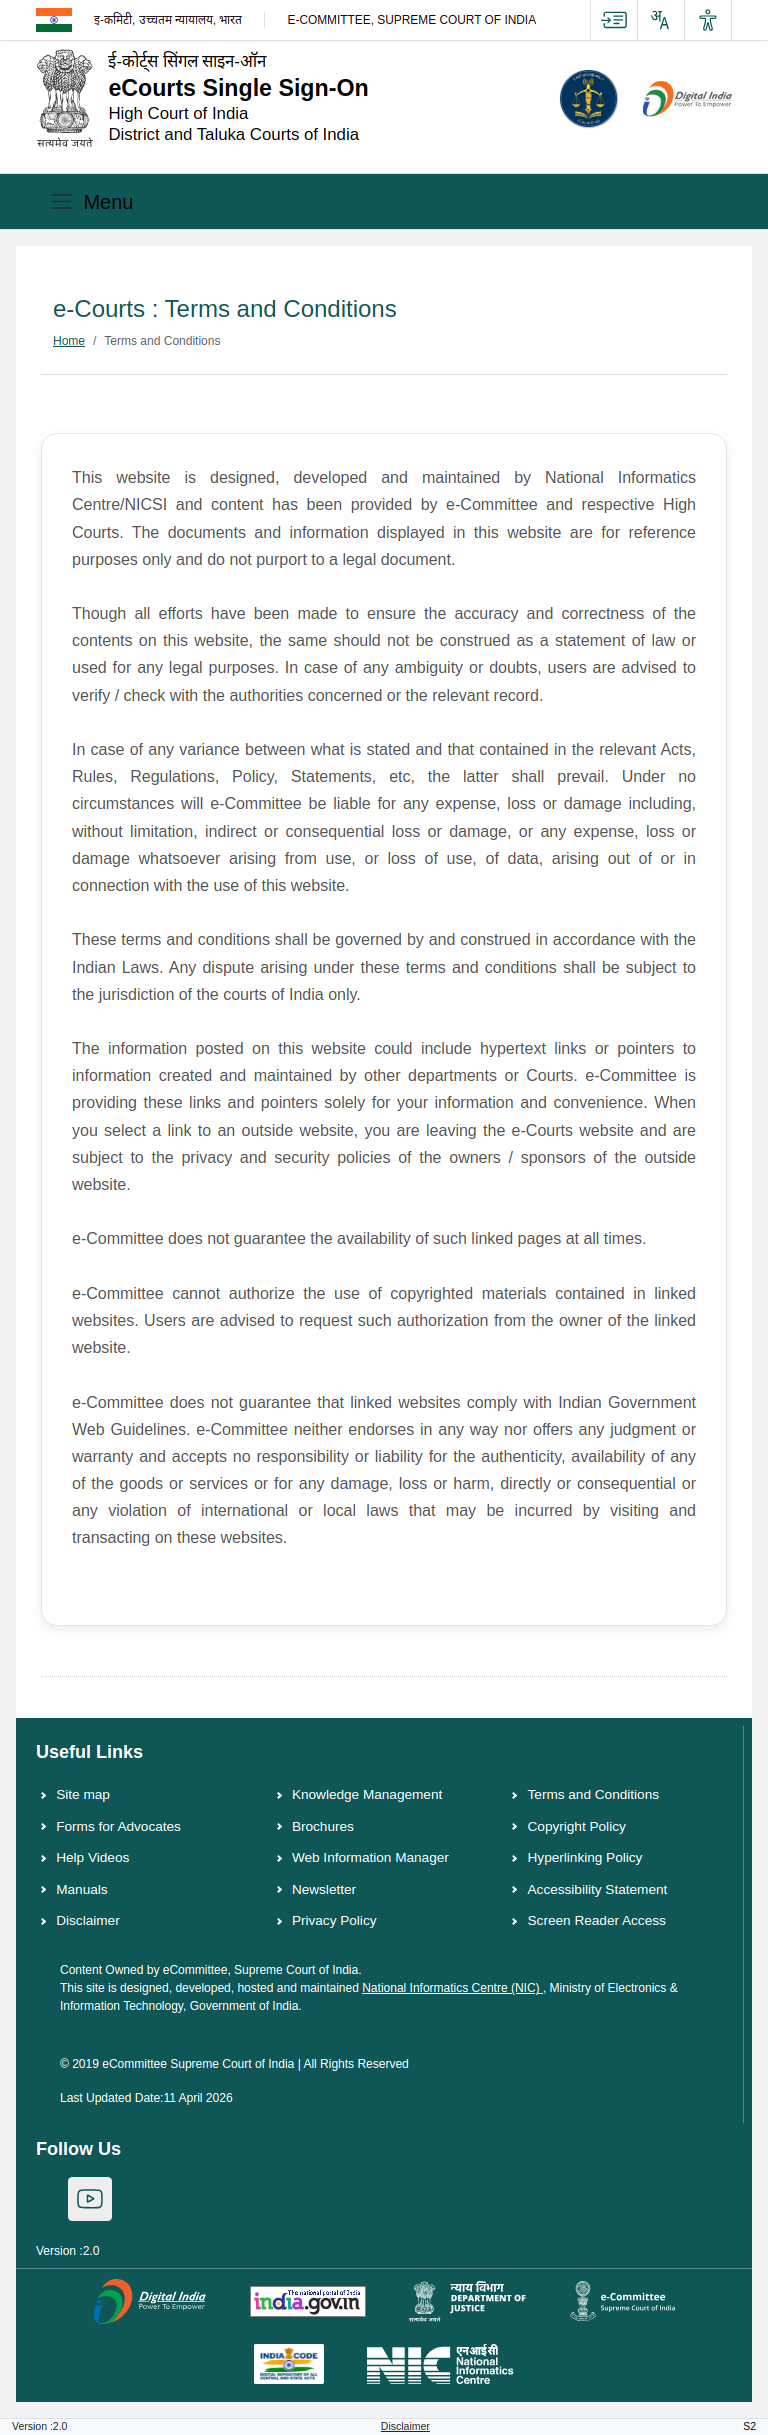 इ-कमिटी, उच्चतम न्यायालय, भारत
E-COMMITTEE, SUPREME COURT OF INDIA
अ A
ई-कोर्ट्स सिंगल साइन-ऑन
eCourts Single Sign-On
High Court of India
District and Taluka Courts of India
सत्यमेव जयते
Digital India
Power To Empower
Menu
e-Courts : Terms and Conditions
Home / Terms and Conditions
This website is designed, developed and maintained by National Informatics
Centre/NICSI and content has been provided by e-Committee and respective High
Courts. The documents and information displayed in this website are for reference
purposes only and do not purport to a legal document.
Though all efforts have been made to ensure the accuracy and correctness of the
contents on this website, the same should not be construed as a statement of law or
used for any legal purposes. In case of any ambiguity or doubts, users are advised to
verify / check with the authorities concerned or the relevant record.
In case of any variance between what is stated and that contained in the relevant Acts,
Rules, Regulations, Policy, Statements, etc, the latter shall prevail. Under no
circumstances will e-Committee be liable for any expense, loss or damage including,
without limitation, indirect or consequential loss or damage, or any expense, loss or
damage whatsoever arising from use, or loss of use, of data, arising out of or in
connection with the use of this website.
These terms and conditions shall be governed by and construed in accordance with the
Indian Laws. Any dispute arising under these terms and conditions shall be subject to
the jurisdiction of the courts of India only.
The information posted on this website could include hypertext links or pointers to
information created and maintained by other departments or Courts. e-Committee is
providing these links and pointers solely for your information and convenience. When
you select a link to an outside website, you are leaving the e-Courts website and are
subject to the privacy and security policies of the owners / sponsors of the outside
website.
e-Committee does not guarantee the availability of such linked pages at all times.
e-Committee cannot authorize the use of copyrighted materials contained in linked
websites. Users are advised to request such authorization from the owner of the linked
website.
e-Committee does not guarantee that linked websites comply with Indian Government
Web Guidelines. e-Committee neither endorses in any way nor offers any judgment or
warranty and accepts no responsibility or liability for the authenticity, availability of any
of the goods or services or for any damage, loss or harm, directly or consequential or
any violation of international or local laws that may be incurred by visiting and
transacting on these websites.
Useful Links
Site map
Knowledge Management
Terms and Conditions
Forms for Advocates
Brochures
Copyright Policy
Help Videos
Web Information Manager
Hyperlinking Policy
Manuals
Newsletter
Accessibility Statement
Disclaimer
Privacy Policy
Screen Reader Access
Content Owned by eCommittee, Supreme Court of India.
This site is designed, developed, hosted and maintained National Informatics Centre (NIC) , Ministry of Electronics &
Information Technology, Government of India.
© 2019 eCommittee Supreme Court of India | All Rights Reserved
Last Updated Date:11 April 2026
Follow Us
Version :2.0
Digital India
Power To Empower
The national portal of India
india.gov.in
सत्यमेव जयते
न्याय विभाग
DEPARTMENT OF
JUSTICE
e-Committee
Supreme Court of India
INDIA CODE
DIGITAL REPOSITORY OF ALL
CENTRAL AND STATE ACTS
NIC
एनआईसी
National
Informatics
Centre
Version :2.0
Disclaimer
S2